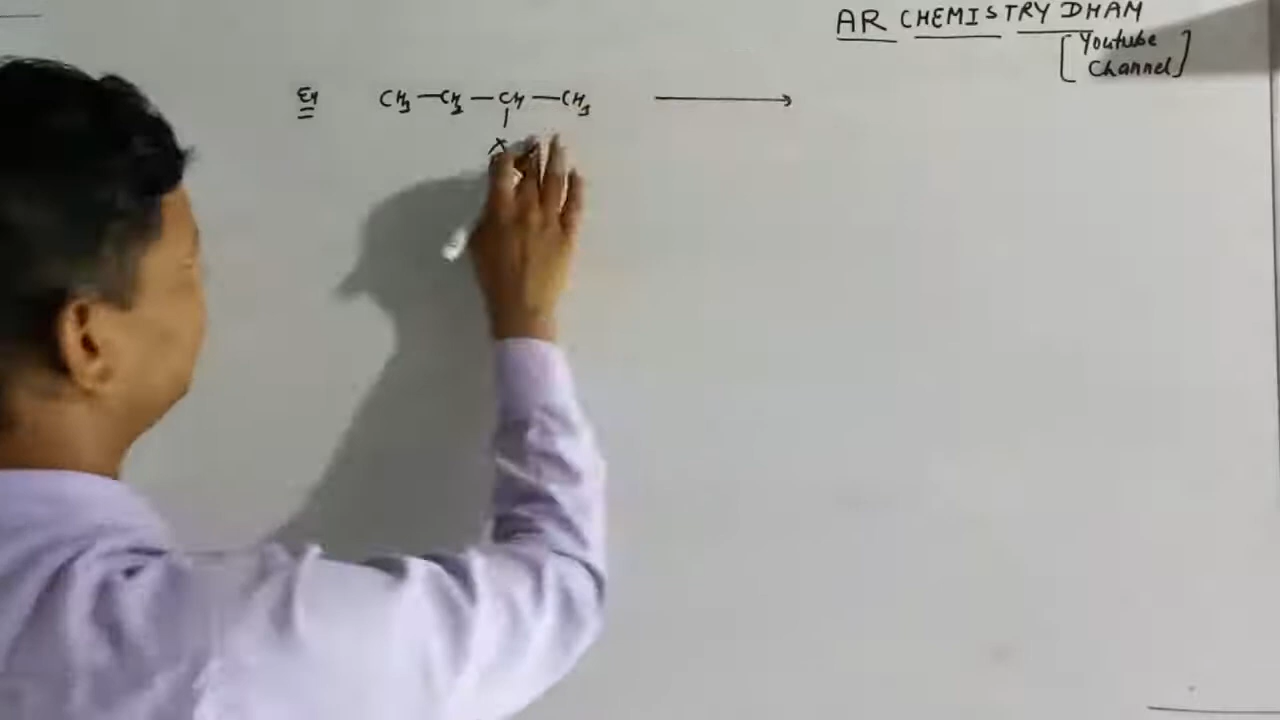 AR CHEMISTRY DHAM
[Youtube
Channel]
Ex CH3—CH2—CH—CH3 ⟶
|
X